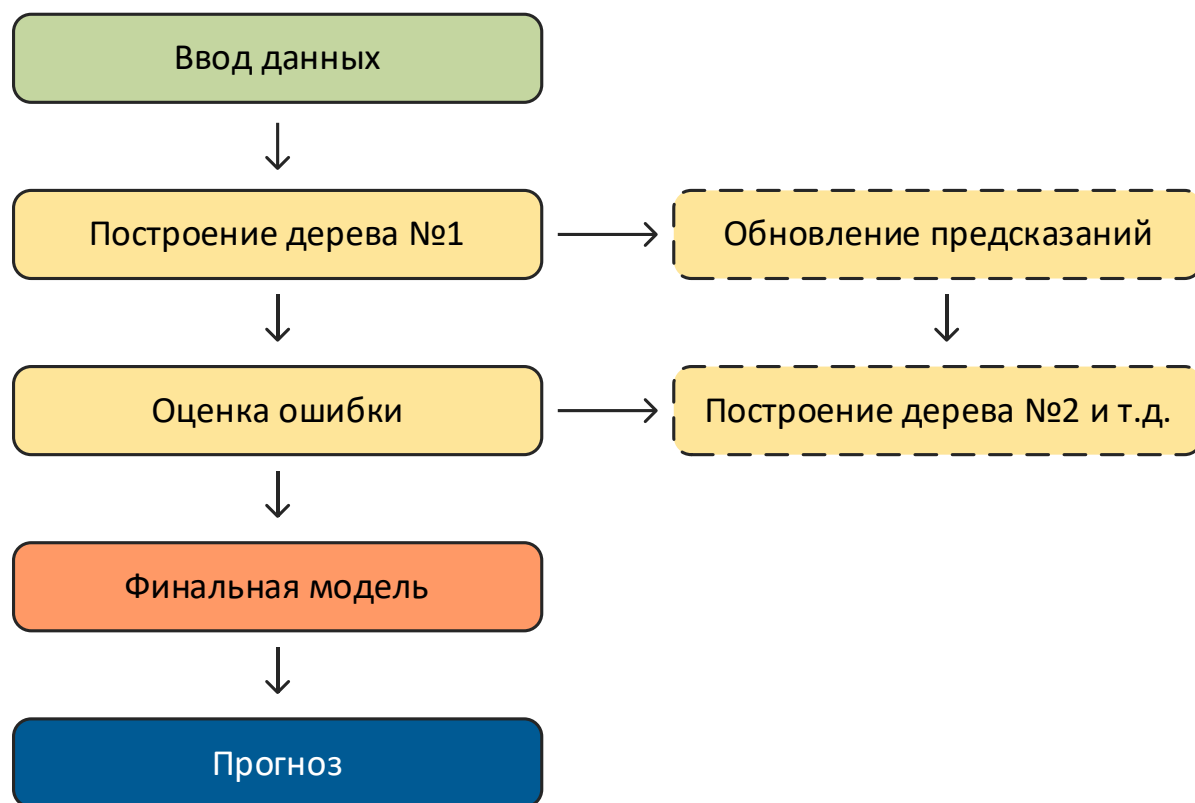 Ввод данных
Построение дерева №1
Обновление предсказаний
Оценка ошибки
Построение дерева №2 и т.д.
Финальная модель
Прогноз